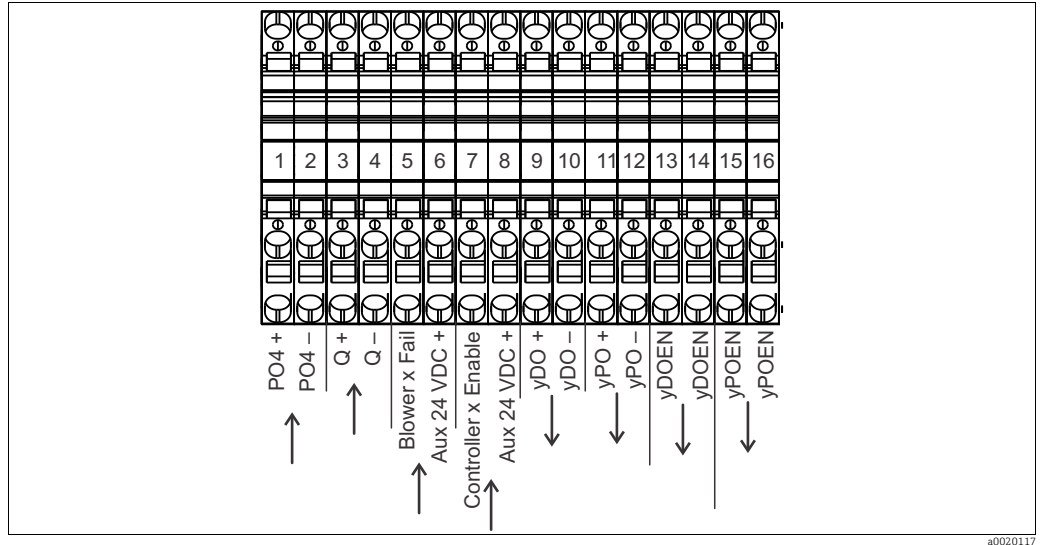 1 2 3 4 5 6 7 8 9 10 11 12 13 14 15 16
PO4 +
PO4 –
Q +
Q –
Blower x Fail
Aux 24 VDC +
Controller x Enable
Aux 24 VDC +
yDO +
yDO –
yPO +
yPO –
yDOEN
yDOEN
yPOEN
yPOEN
a0020117